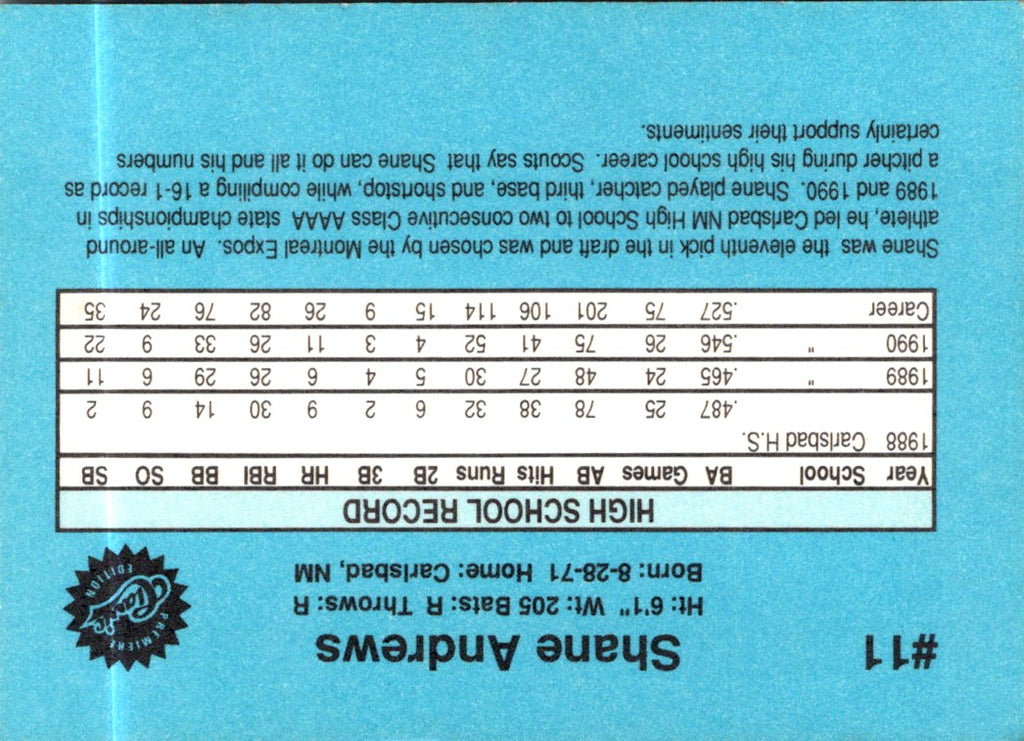 #11
Shane Andrews
Ht: 6'1" Wt: 205 Bats: R Throws: R
Born: 8-28-71 Home: Carlsbad, NM
PREMIERE
Classic
EDITION
HIGH SCHOOL RECORD
Year School BA Games AB Hits Runs 2B 3B HR RBI BB SO SB
1988 Carlsbad H.S.
.487 25 78 38 32 6 2 9 30 14 9 2
1989 " .465 24 48 27 30 5 4 6 26 29 6 11
1990 " .546 26 75 41 52 4 3 11 26 33 9 22
Career .527 75 201 106 114 15 9 26 82 76 24 35
Shane was the eleventh pick in the draft and was chosen by the Montreal Expos. An all-around
athlete, he led Carlsbad NM High School to two consecutive Class AAAA state championships in
1989 and 1990. Shane played catcher, third base, and shortstop, while compiling a 16-1 record as
a pitcher during his high school career. Scouts say that Shane can do it all and his numbers
certainly support their sentiments.